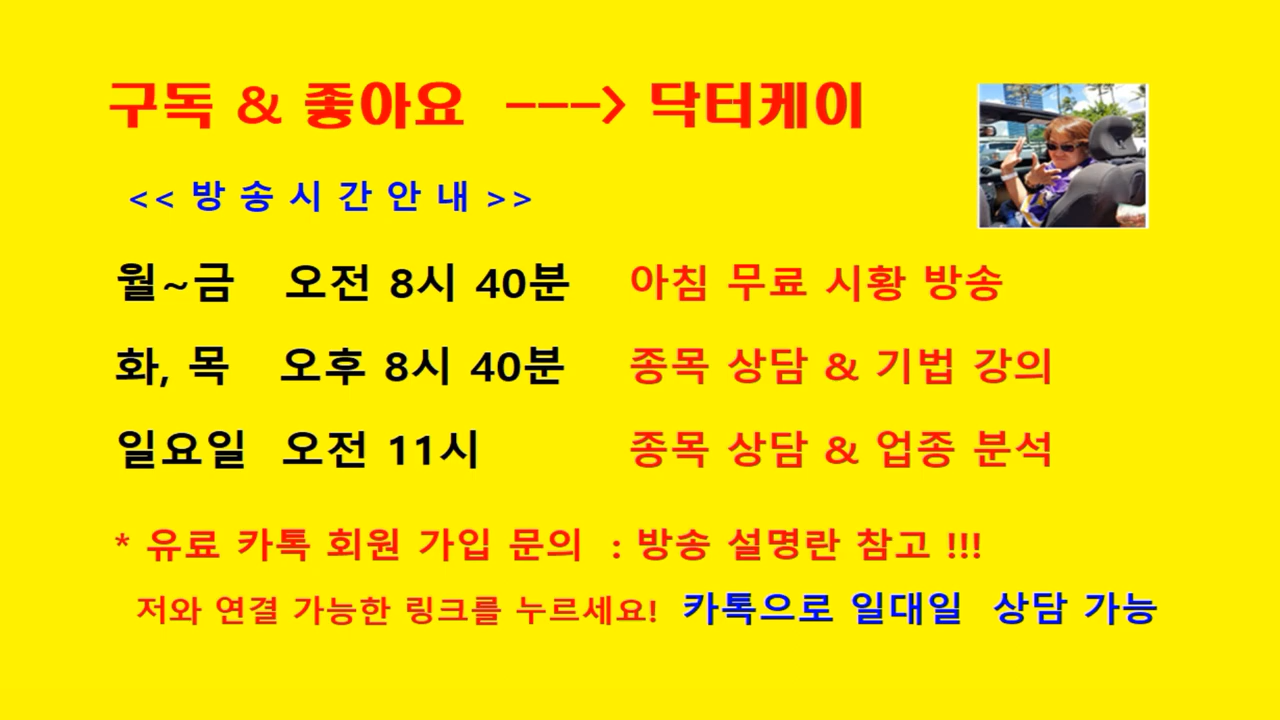 구독 & 좋아요 ---> 닥터케이
<< 방 송 시 간 안 내 >>
월~금 오전 8시 40분 아침 무료 시황 방송
화, 목 오후 8시 40분 종목 상담 & 기법 강의
일요일 오전 11시 종목 상담 & 업종 분석
* 유료 카톡 회원 가입 문의 : 방송 설명란 참고 !!!
저와 연결 가능한 링크를 누르세요! 카톡으로 일대일 상담 가능